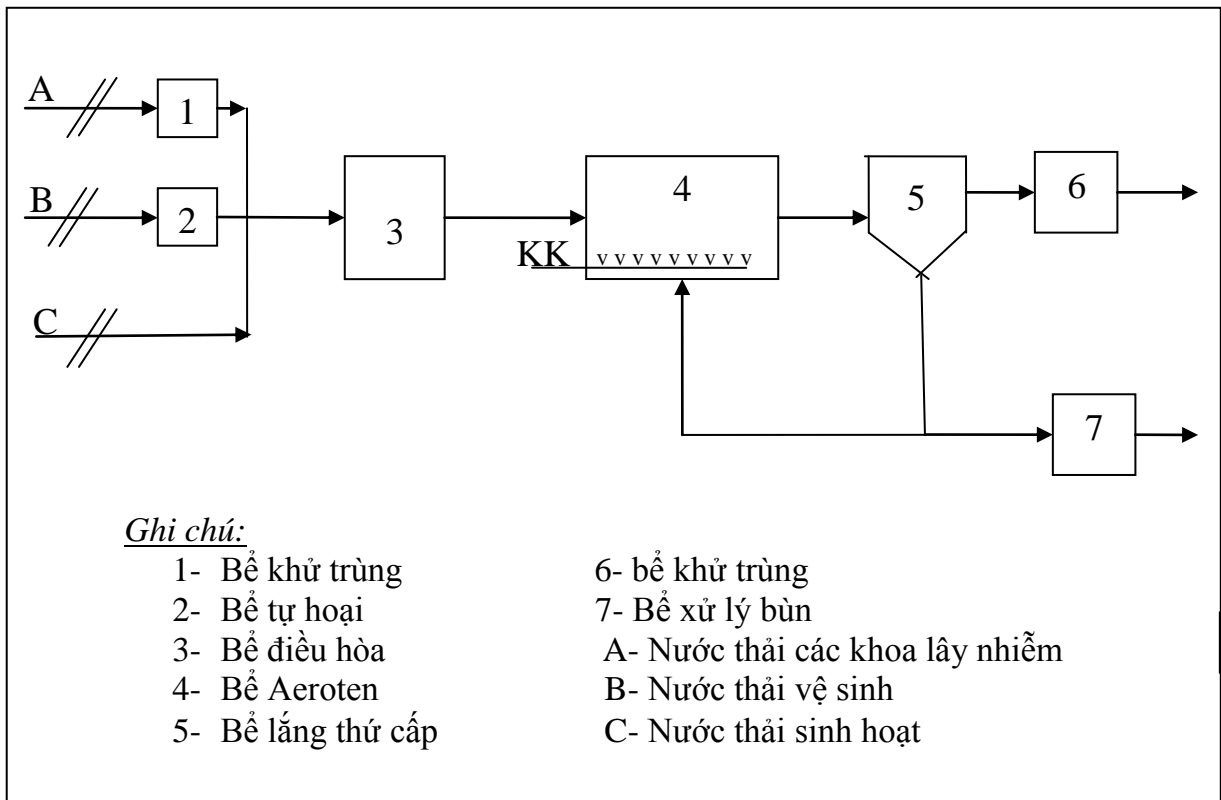 A
1
B
2
3
C
4
KK v v v v v v v v v
5
6
7
Ghi chú:
1- Bể khử trùng
2- Bể tự hoại
3- Bể điều hòa
4- Bể Aeroten
5- Bể lắng thứ cấp
6- bể khử trùng
7- Bể xử lý bùn
A- Nước thải các khoa lây nhiễm
B- Nước thải vệ sinh
C- Nước thải sinh hoạt